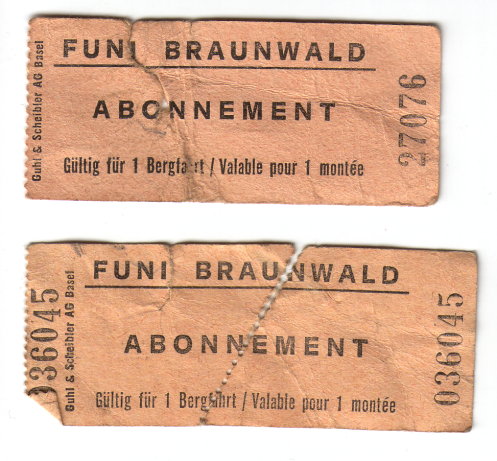 Guhl & Scheibler AG Basel
FUNI BRAUNWALD
ABONNEMENT
Gültig für 1 Bergfahrt / Valable pour 1 montée
27076
036045
Guhl & Scheibler AG Basel
FUNI BRAUNWALD
ABONNEMENT
Gültig für 1 Bergfahrt / Valable pour 1 montée
036045